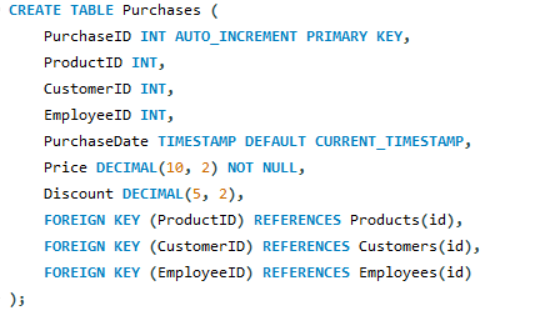 CREATE TABLE Purchases (
PurchaseID INT AUTO_INCREMENT PRIMARY KEY,
ProductID INT,
CustomerID INT,
EmployeeID INT,
PurchaseDate TIMESTAMP DEFAULT CURRENT_TIMESTAMP,
Price DECIMAL(10, 2) NOT NULL,
Discount DECIMAL(5, 2),
FOREIGN KEY (ProductID) REFERENCES Products(id),
FOREIGN KEY (CustomerID) REFERENCES Customers(id),
FOREIGN KEY (EmployeeID) REFERENCES Employees(id)
);